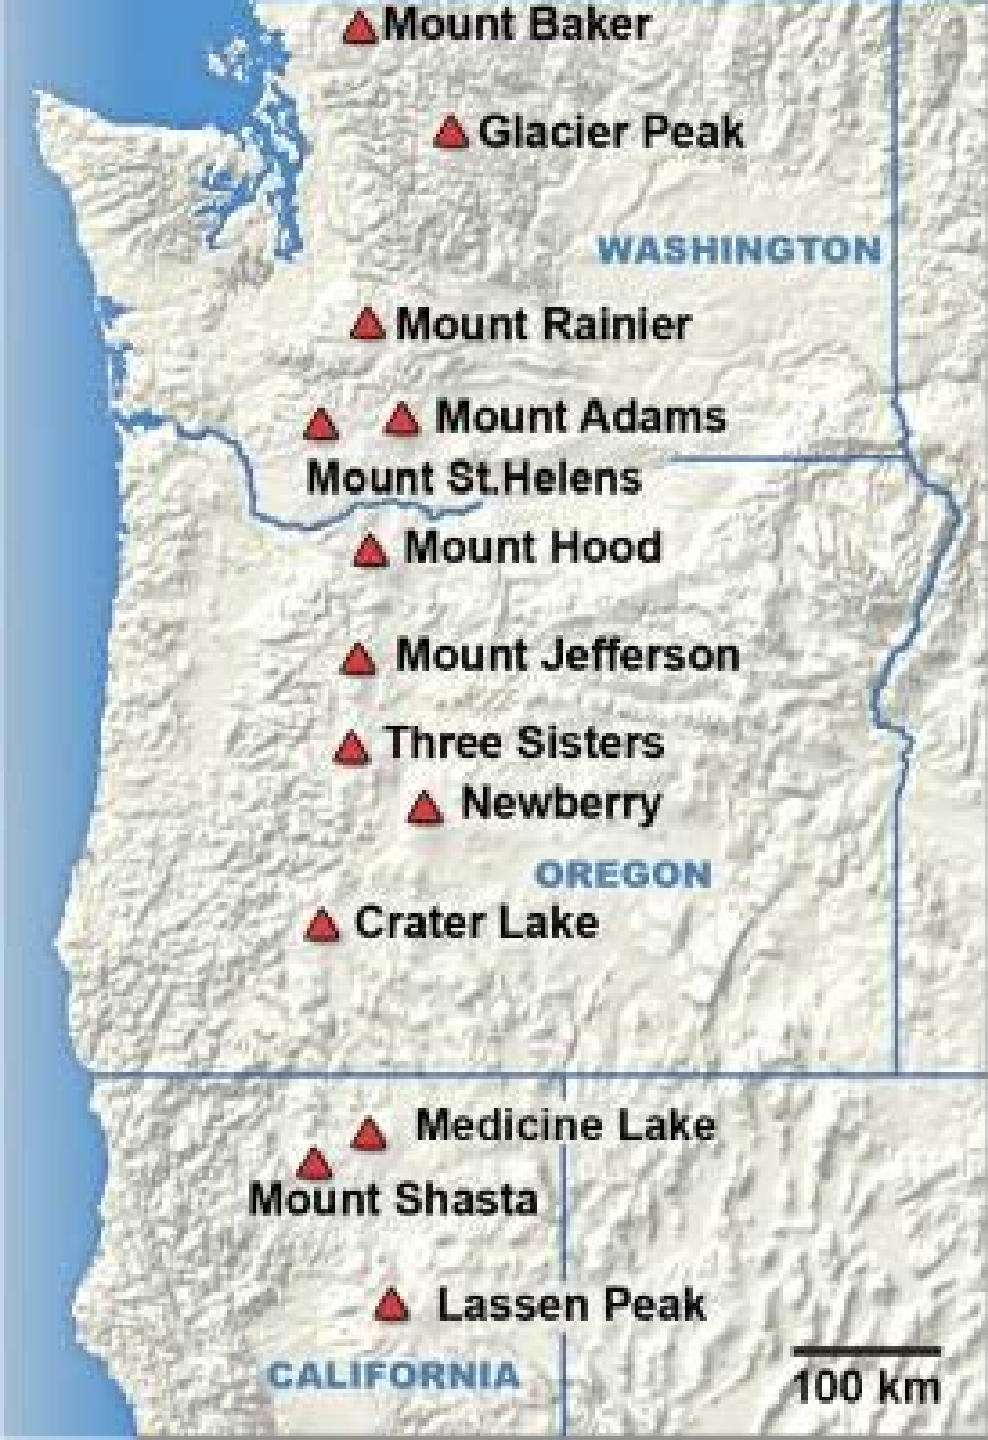 Mount Baker
Glacier Peak
WASHINGTON
Mount Rainier
Mount Adams
Mount St.Helens
Mount Hood
Mount Jefferson
Three Sisters
Newberry
OREGON
Crater Lake
Medicine Lake
Mount Shasta
Lassen Peak
CALIFORNIA
100 km